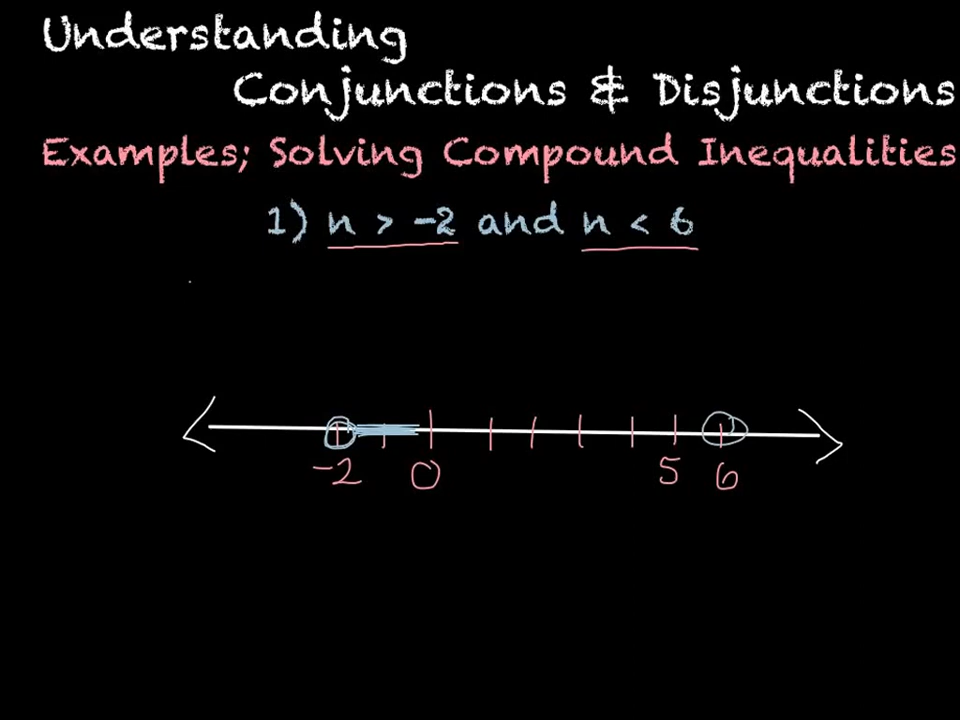 Understanding
Conjunctions & Disjunctions
Examples; Solving Compound Inequalities
1) n > -2 and n < 6
-2 0 5 6